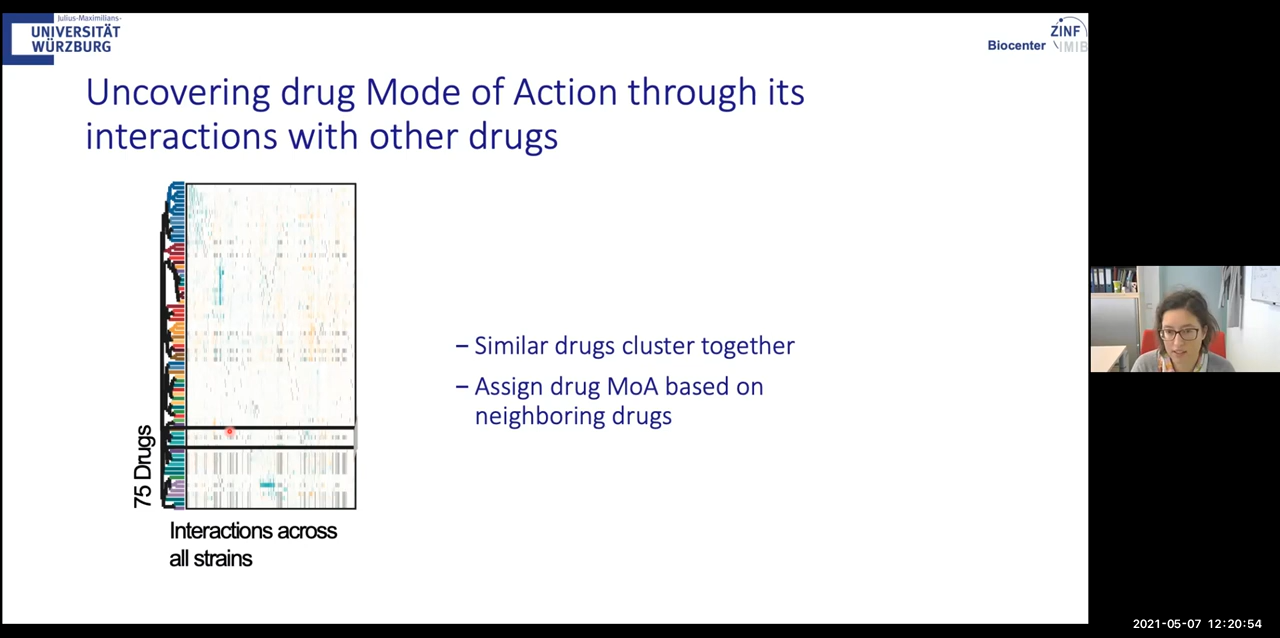 Julius-Maximilians-
UNIVERSITÄT
WÜRZBURG
ZINF
Biocenter IMIB
Uncovering drug Mode of Action through its
interactions with other drugs
– Similar drugs cluster together
– Assign drug MoA based on
neighboring drugs
75 Drugs
Interactions across
all strains
2021-05-07 12:20:54